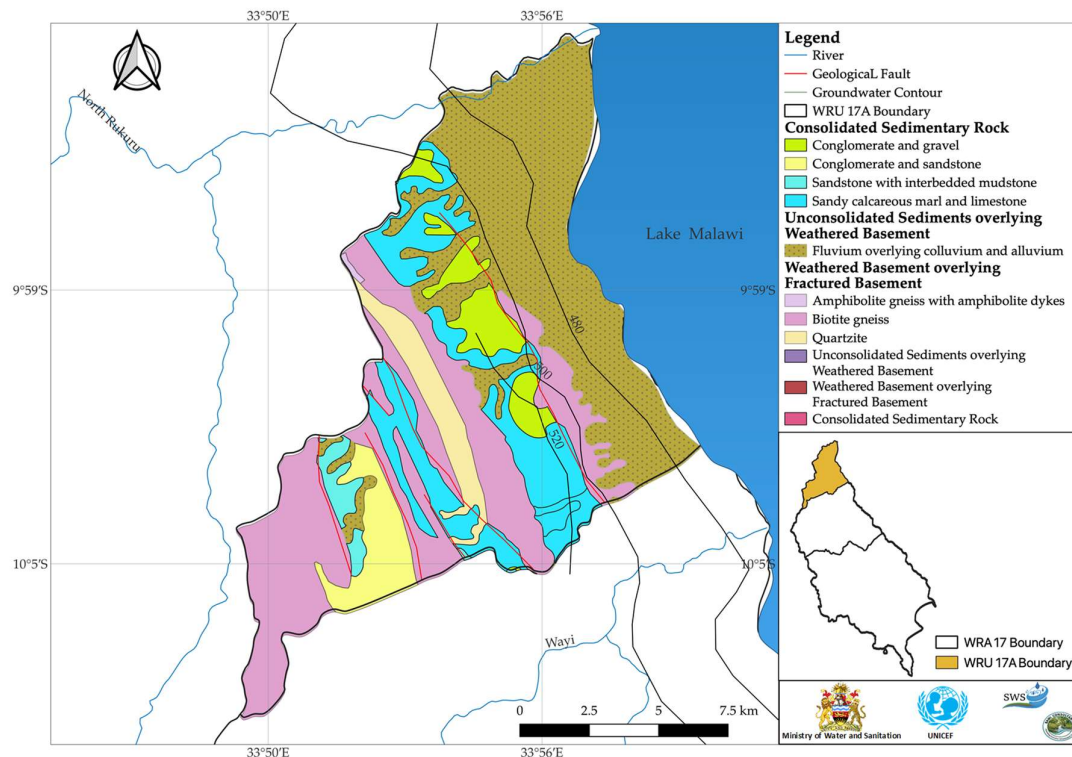 33°50'E
33°56'E
North Rukuru
Lake Malawi
9°59'S
9°59'S
480
500
520
10°5'S
10°5'S
Wayi
0
2.5
5
7.5 km
33°50'E
33°56'E
Legend
River
GeologicaL Fault
Groundwater Contour
WRU 17A Boundary
Consolidated Sedimentary Rock
Conglomerate and gravel
Conglomerate and sandstone
Sandstone with interbedded mudstone
Sandy calcareous marl and limestone
Unconsolidated Sediments overlying
Weathered Basement
Fluvium overlying colluvium and alluvium
Weathered Basement overlying
Fractured Basement
Amphibolite gneiss with amphibolite dykes
Biotite gneiss
Quartzite
Unconsolidated Sediments overlying
Weathered Basement
Weathered Basement overlying
Fractured Basement
Consolidated Sedimentary Rock
WRA 17 Boundary
WRU 17A Boundary
Ministry of Water and Sanitation
UNICEF
SWS